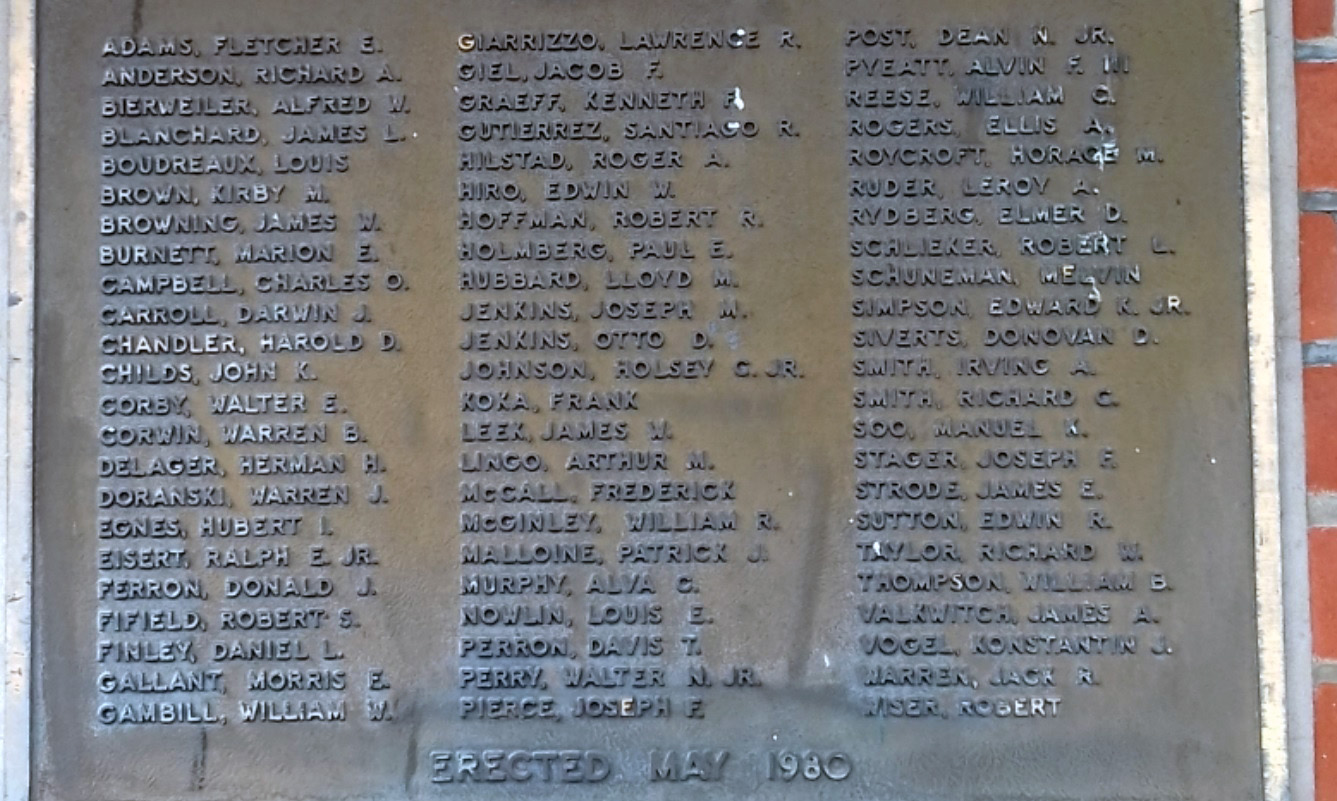 ADAMS, FLETCHER E.
ANDERSON, RICHARD A.
BIERWEILER, ALFRED W.
BLANCHARD, JAMES L.
BOUDREAUX, LOUIS
BROWN, KIRBY M.
BROWNING, JAMES W.
BURNETT, MARION E.
CAMPBELL, CHARLES O.
CARROLL, DARWIN J.
CHANDLER, HAROLD D.
CHILDS, JOHN K.
CORBY, WALTER E.
CORWIN, WARREN B.
DELAGER, HERMAN H.
DORANSKI, WARREN J.
EGNES, HUBERT I.
EISERT, RALPH E. JR.
FERRON, DONALD J.
FIFIELD, ROBERT S.
FINLEY, DANIEL L.
GALLANT, MORRIS E.
GAMBILL, WILLIAM W.
GIARRIZZO, LAWRENCE R.
GIEL, JACOB F.
GRAEFF, KENNETH F.
GUTIERREZ, SANTIAGO R.
HILSTAD, ROGER A.
HIRO, EDWIN W.
HOFFMAN, ROBERT R.
HOLMBERG, PAUL E.
HUBBARD, LLOYD M.
JENKINS, JOSEPH M.
JENKINS, OTTO D.
JOHNSON, HOLSEY G. JR.
KOKA, FRANK
LEEK, JAMES W.
LINGO, ARTHUR M.
McCALL, FREDERICK
McGINLEY, WILLIAM R.
MALLOINE, PATRICK J.
MURPHY, ALVA C.
NOWLIN, LOUIS E.
PERRON, DAVIS T.
PERRY, WALTER N. JR.
PIERCE, JOSEPH F.
POST, DEAN N. JR.
PYEATT, ALVIN F. III
REESE, WILLIAM C.
ROGERS, ELLIS A.
ROYCROFT, HORACE M.
RUDER, LEROY A.
RYDBERG, ELMER D.
SCHLIEKER, ROBERT L.
SCHUNEMAN, MELVIN
SIMPSON, EDWARD K. JR.
SIVERTS, DONOVAN D.
SMITH, IRVING A.
SMITH, RICHARD G.
SOO, MANUEL K.
STAGER, JOSEPH F.
STRODE, JAMES E.
SUTTON, EDWIN R.
TAYLOR, RICHARD W.
THOMPSON, WILLIAM B.
VALKWITCH, JAMES A.
VOGEL, KONSTANTIN J.
WARREN, JACK R.
WISER, ROBERT
ERECTED MAY 1980